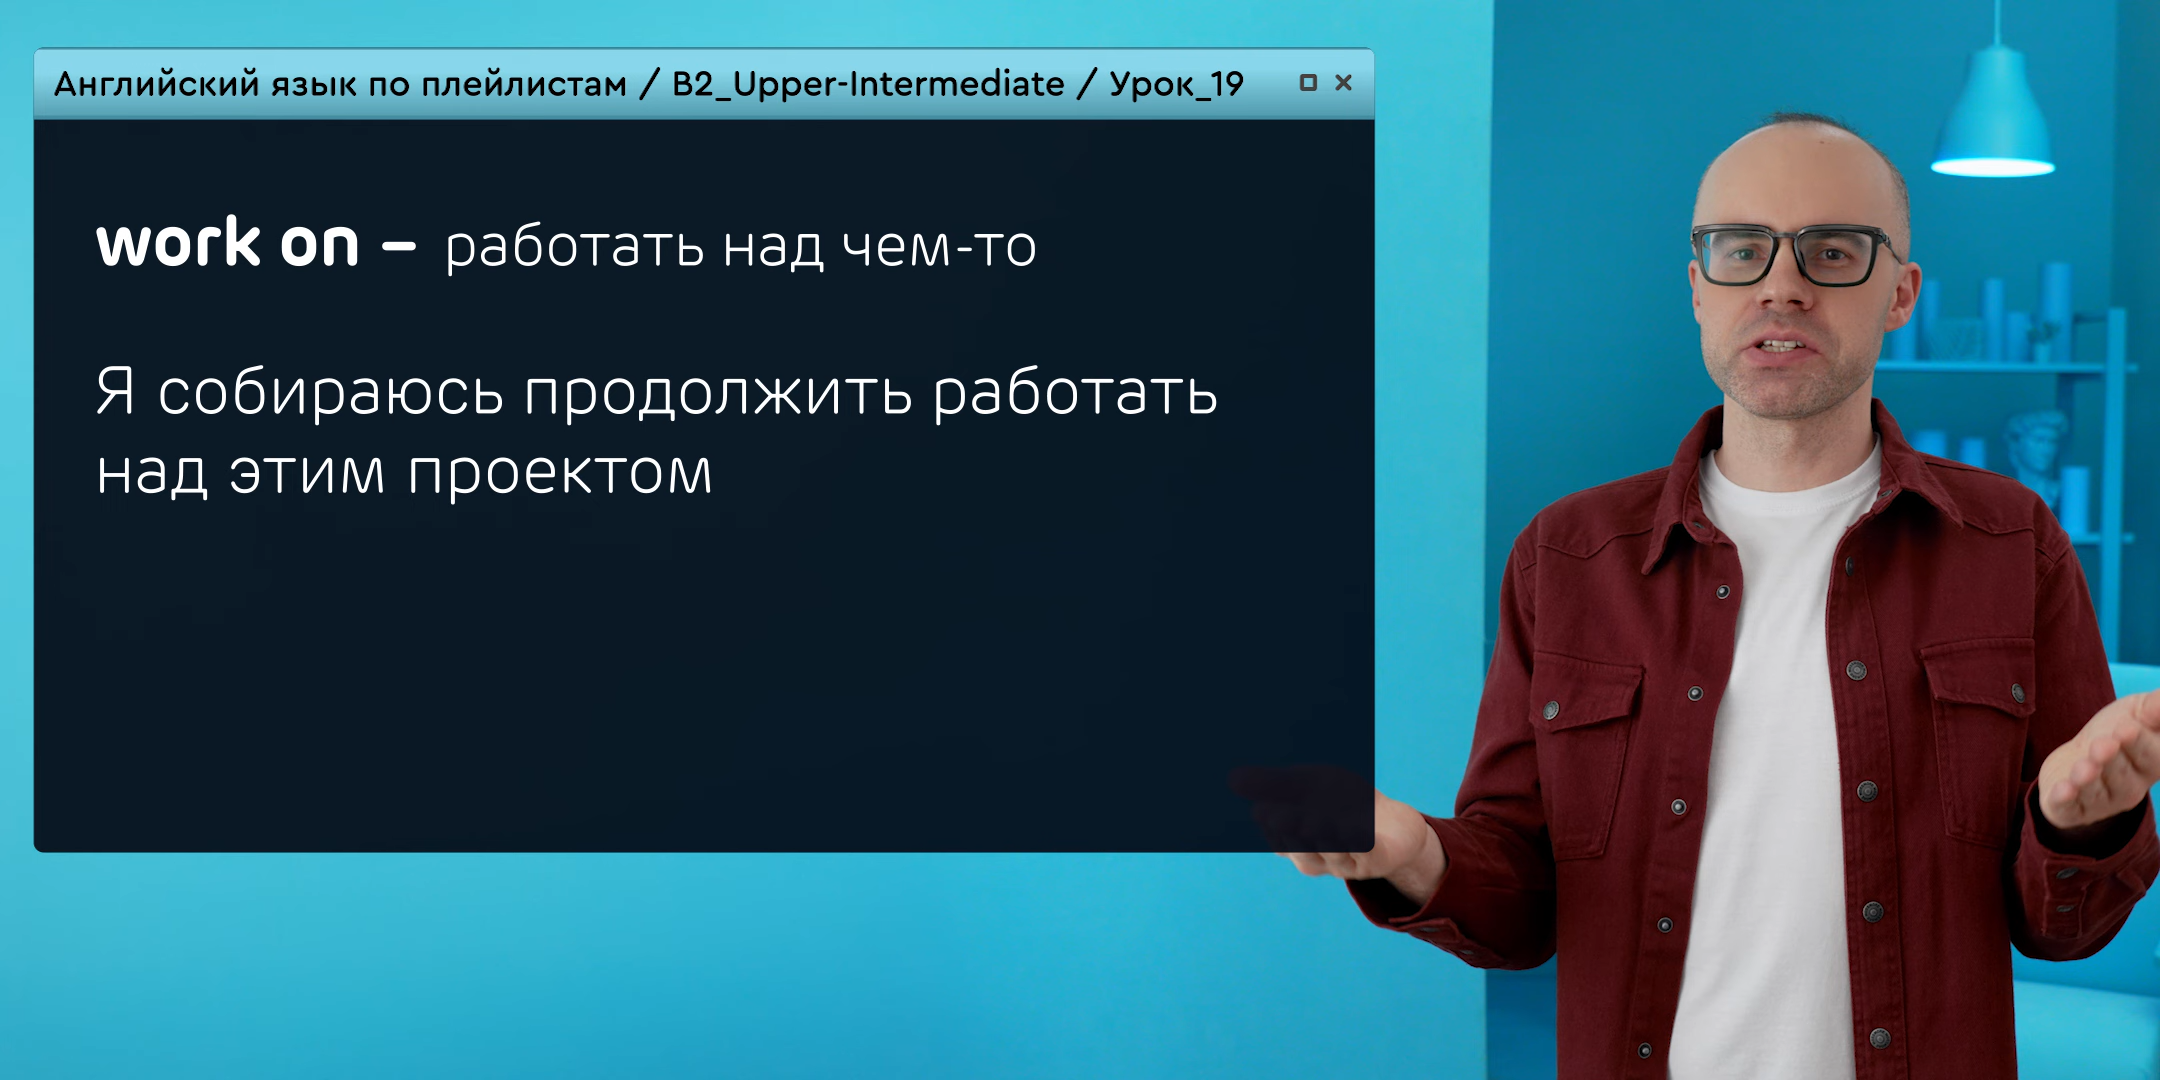 Английский язык по плейлистам / B2_Upper-Intermediate / Урок_19
work on – работать над чем-то
Я собираюсь продолжить работать
над этим проектом